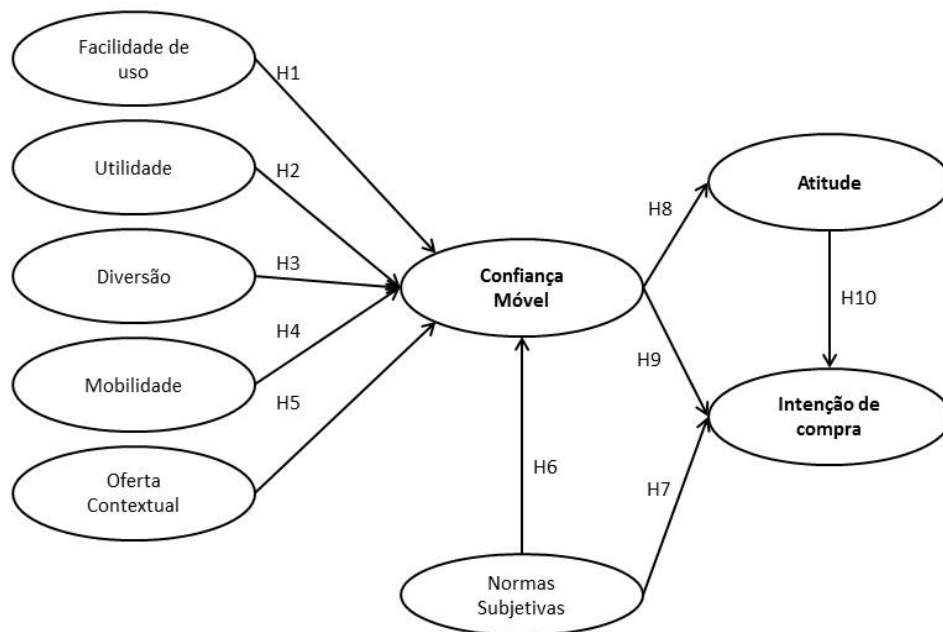 Facilidade de
uso
H1
Utilidade
H2
Diversão
H3
Mobilidade
H4
Oferta
Contextual
H5
Confiança
Móvel
H6
Normas
Subjetivas
H7
H8
Atitude
H9
H10
Intenção de
compra